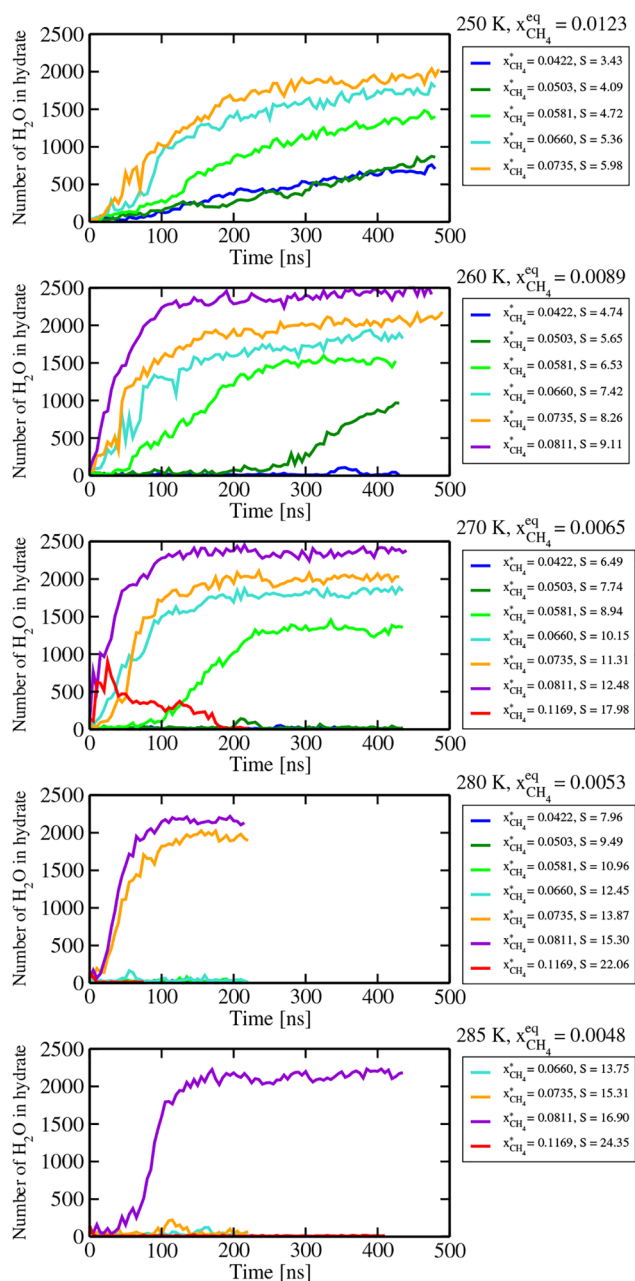 250 K, x^eq_CH4 = 0.0123
Number of H2O in hydrate
2500
2000
1500
1000
500
0
0 100 200 300 400 500
Time [ns]
x*_CH4 = 0.0422, S = 3.43
x*_CH4 = 0.0503, S = 4.09
x*_CH4 = 0.0581, S = 4.72
x*_CH4 = 0.0660, S = 5.36
x*_CH4 = 0.0735, S = 5.98
260 K, x^eq_CH4 = 0.0089
Number of H2O in hydrate
2500
2000
1500
1000
500
0
0 100 200 300 400 500
Time [ns]
x*_CH4 = 0.0422, S = 4.74
x*_CH4 = 0.0503, S = 5.65
x*_CH4 = 0.0581, S = 6.53
x*_CH4 = 0.0660, S = 7.42
x*_CH4 = 0.0735, S = 8.26
x*_CH4 = 0.0811, S = 9.11
270 K, x^eq_CH4 = 0.0065
Number of H2O in hydrate
2500
2000
1500
1000
500
0
0 100 200 300 400 500
Time [ns]
x*_CH4 = 0.0422, S = 6.49
x*_CH4 = 0.0503, S = 7.74
x*_CH4 = 0.0581, S = 8.94
x*_CH4 = 0.0660, S = 10.15
x*_CH4 = 0.0735, S = 11.31
x*_CH4 = 0.0811, S = 12.48
x*_CH4 = 0.1169, S = 17.98
280 K, x^eq_CH4 = 0.0053
Number of H2O in hydrate
2500
2000
1500
1000
500
0
0 100 200 300 400 500
Time [ns]
x*_CH4 = 0.0422, S = 7.96
x*_CH4 = 0.0503, S = 9.49
x*_CH4 = 0.0581, S = 10.96
x*_CH4 = 0.0660, S = 12.45
x*_CH4 = 0.0735, S = 13.87
x*_CH4 = 0.0811, S = 15.30
x*_CH4 = 0.1169, S = 22.06
285 K, x^eq_CH4 = 0.0048
Number of H2O in hydrate
2500
2000
1500
1000
500
0
0 100 200 300 400 500
Time [ns]
x*_CH4 = 0.0660, S = 13.75
x*_CH4 = 0.0735, S = 15.31
x*_CH4 = 0.0811, S = 16.90
x*_CH4 = 0.1169, S = 24.35